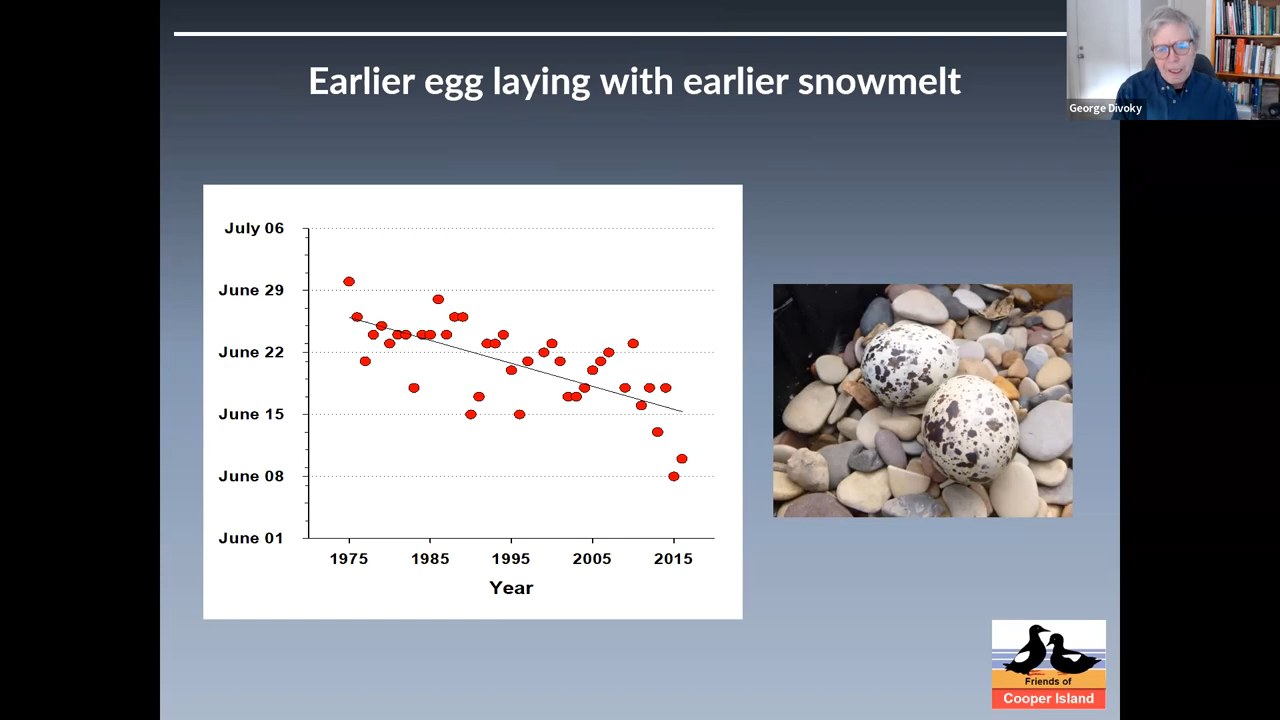 Earlier egg laying with earlier snowmelt
George Divoky
July 06
June 29
June 22
June 15
June 08
June 01
1975 1985 1995 2005 2015
Year
Friends of
Cooper Island